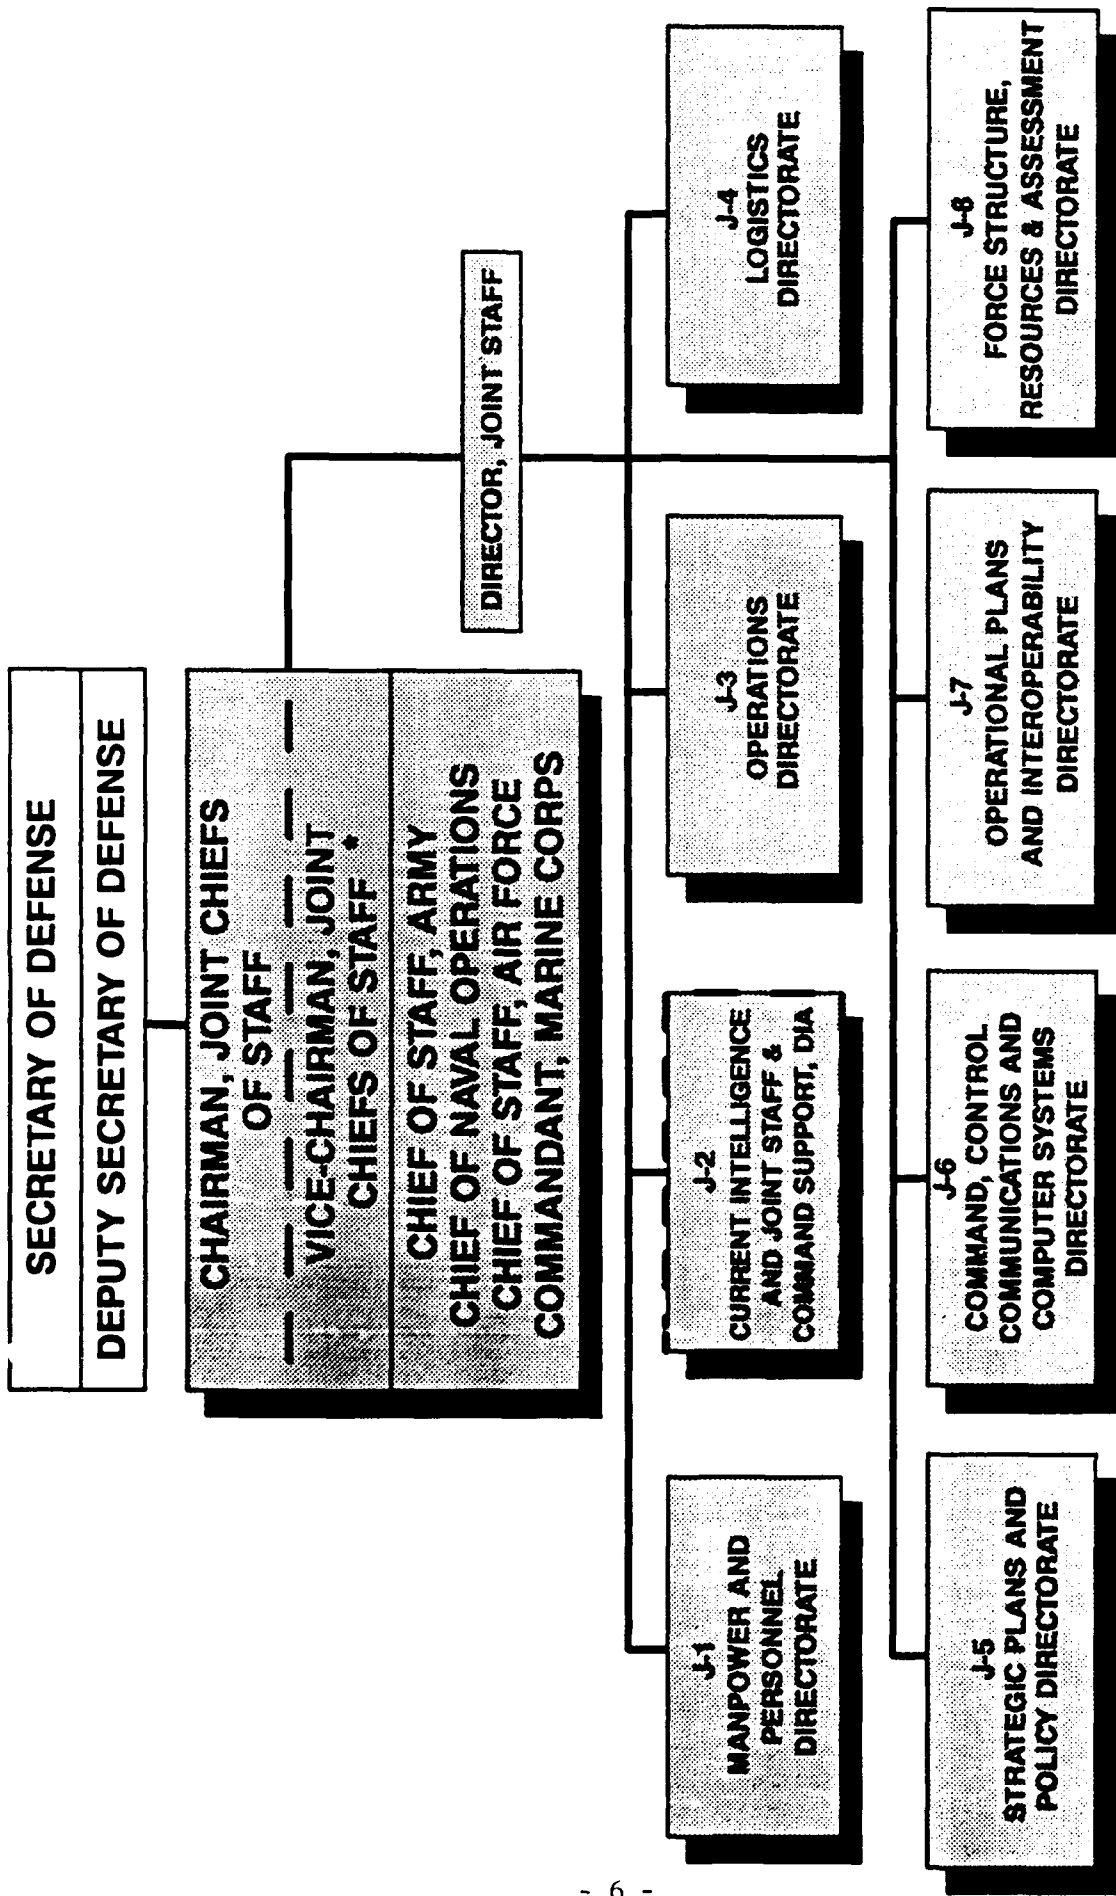 SECRETARY OF DEFENSE
DEPUTY SECRETARY OF DEFENSE
CHAIRMAN, JOINT CHIEFS
OF STAFF
VICE-CHAIRMAN, JOINT
CHIEFS OF STAFF *
CHIEF OF STAFF, ARMY
CHIEF OF NAVAL OPERATIONS
CHIEF OF STAFF, AIR FORCE
COMMANDANT, MARINE CORPS
DIRECTOR, JOINT STAFF
J-1
MANPOWER AND
PERSONNEL
DIRECTORATE
J-2
CURRENT INTELLIGENCE
AND JOINT STAFF &
COMMAND SUPPORT, DIA
J-3
OPERATIONS
DIRECTORATE
J-4
LOGISTICS
DIRECTORATE
J-5
STRATEGIC PLANS AND
POLICY DIRECTORATE
J-6
COMMAND, CONTROL
COMMUNICATIONS AND
COMPUTER SYSTEMS
DIRECTORATE
J-7
OPERATIONAL PLANS
AND INTEROPERABILITY
DIRECTORATE
J-8
FORCE STRUCTURE,
RESOURCES & ASSESSMENT
DIRECTORATE
- 6 -